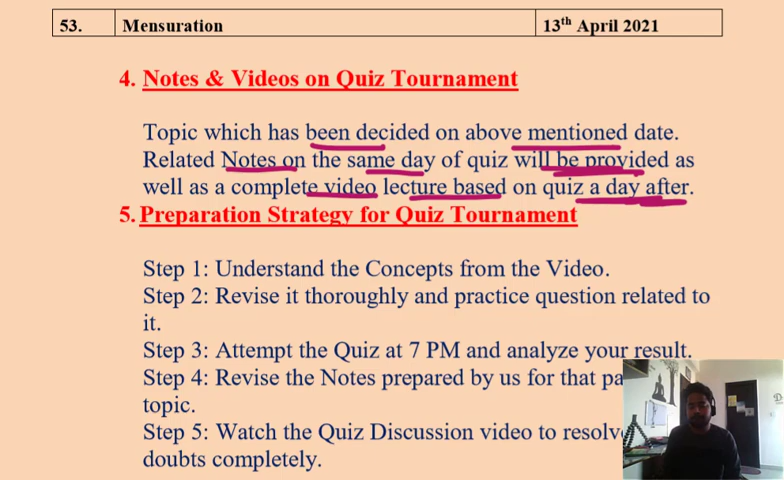 53. Mensuration 13th April 2021
4. Notes & Videos on Quiz Tournament
Topic which has been decided on above mentioned date.
Related Notes on the same day of quiz will be provided as
well as a complete video lecture based on quiz a day after.
5. Preparation Strategy for Quiz Tournament
Step 1: Understand the Concepts from the Video.
Step 2: Revise it thoroughly and practice question related to
it.
Step 3: Attempt the Quiz at 7 PM and analyze your result.
Step 4: Revise the Notes prepared by us for that pa
topic.
Step 5: Watch the Quiz Discussion video to resolv
doubts completely.